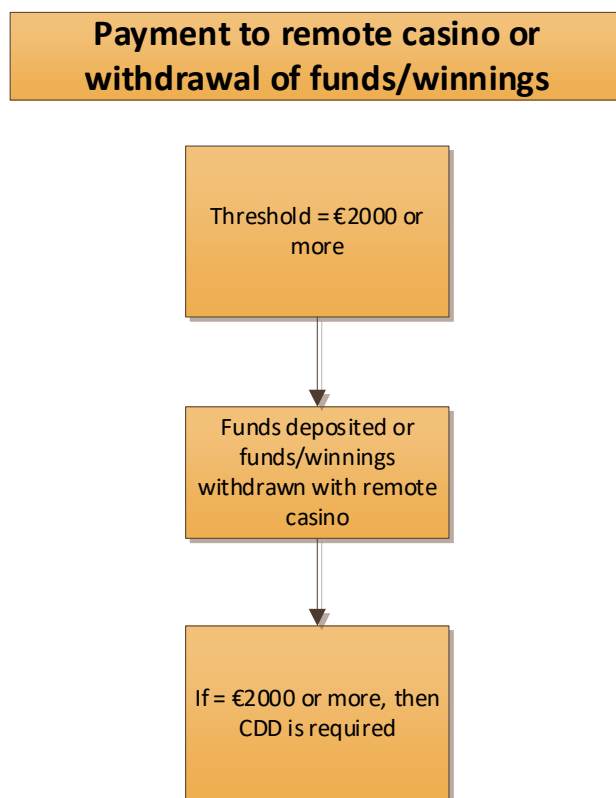 Payment to remote casino or
withdrawal of funds/winnings
Threshold = €2000 or
more
Funds deposited or
funds/winnings
withdrawn with remote
casino
If = €2000 or more, then
CDD is required